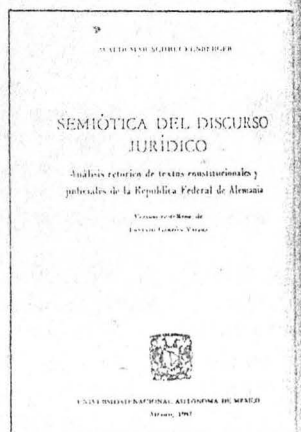 SEMIÓTICA DEL DISCURSO
JURÍDICO
Análisis retórico de textos constitucionales y
judiciales de la República Federal de Alemania
UNIVERSIDAD NACIONAL AUTÓNOMA DE MÉXICO
México,